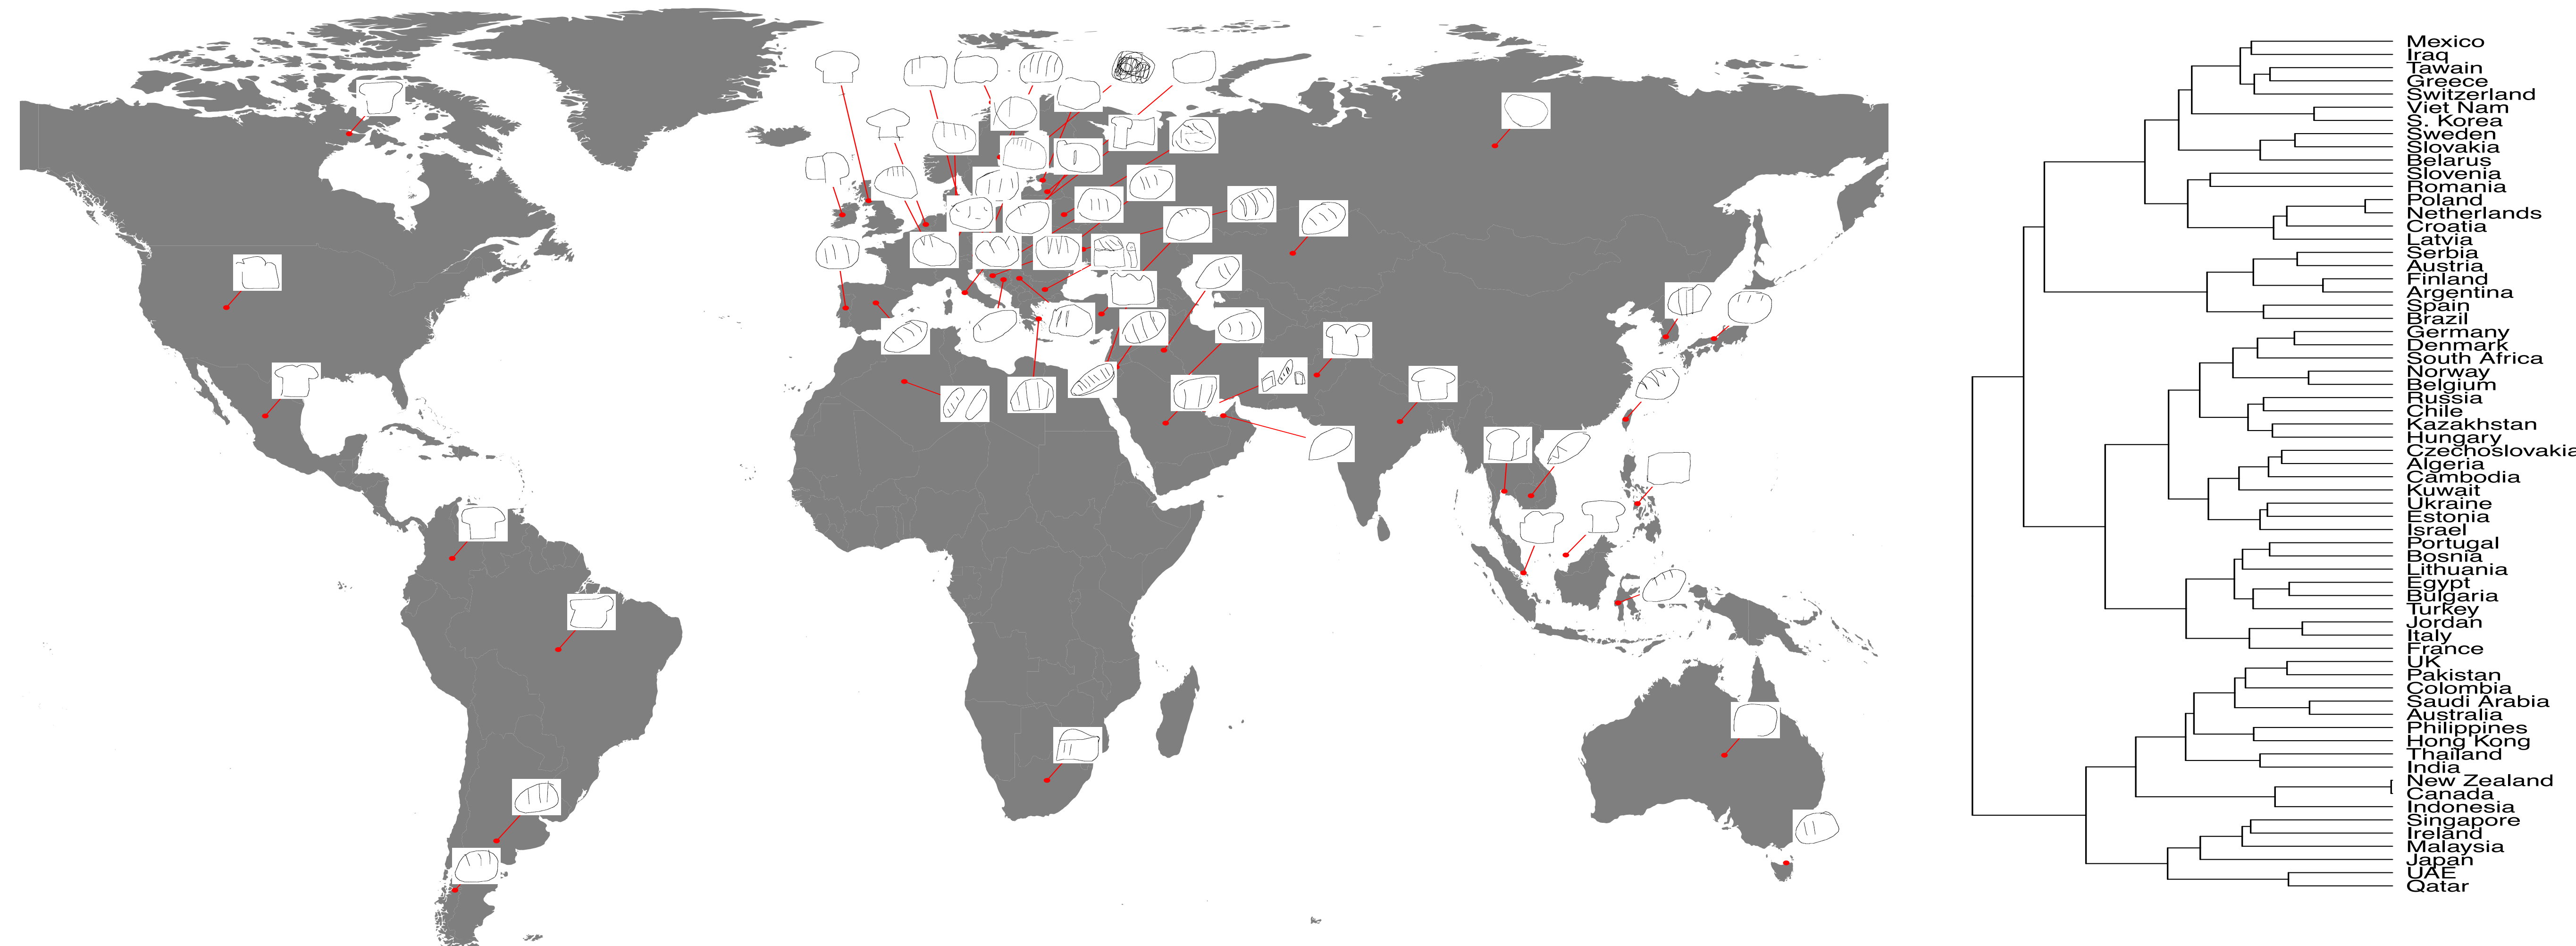 Mexico
Iraq
Tawain
Greece
Switzerland
Viet Nam
S. Korea
Sweden
Slovakia
Belarus
Slovenia
Romania
Poland
Netherlands
Croatia
Latvia
Serbia
Austria
Finland
Argentina
Spain
Brazil
Germany
Denmark
South Africa
Norway
Belgium
Russia
Chile
Kazakhstan
Hungary
Czechoslovakia
Algeria
Cambodia
Kuwait
Ukraine
Estonia
Israel
Portugal
Bosnia
Lithuania
Egypt
Bulgaria
Turkey
Jordan
Italy
France
UK
Pakistan
Colombia
Saudi Arabia
Australia
Philippines
Hong Kong
Thailand
India
New Zealand
Canada
Indonesia
Singapore
Ireland
Malaysia
Japan
UAE
Qatar